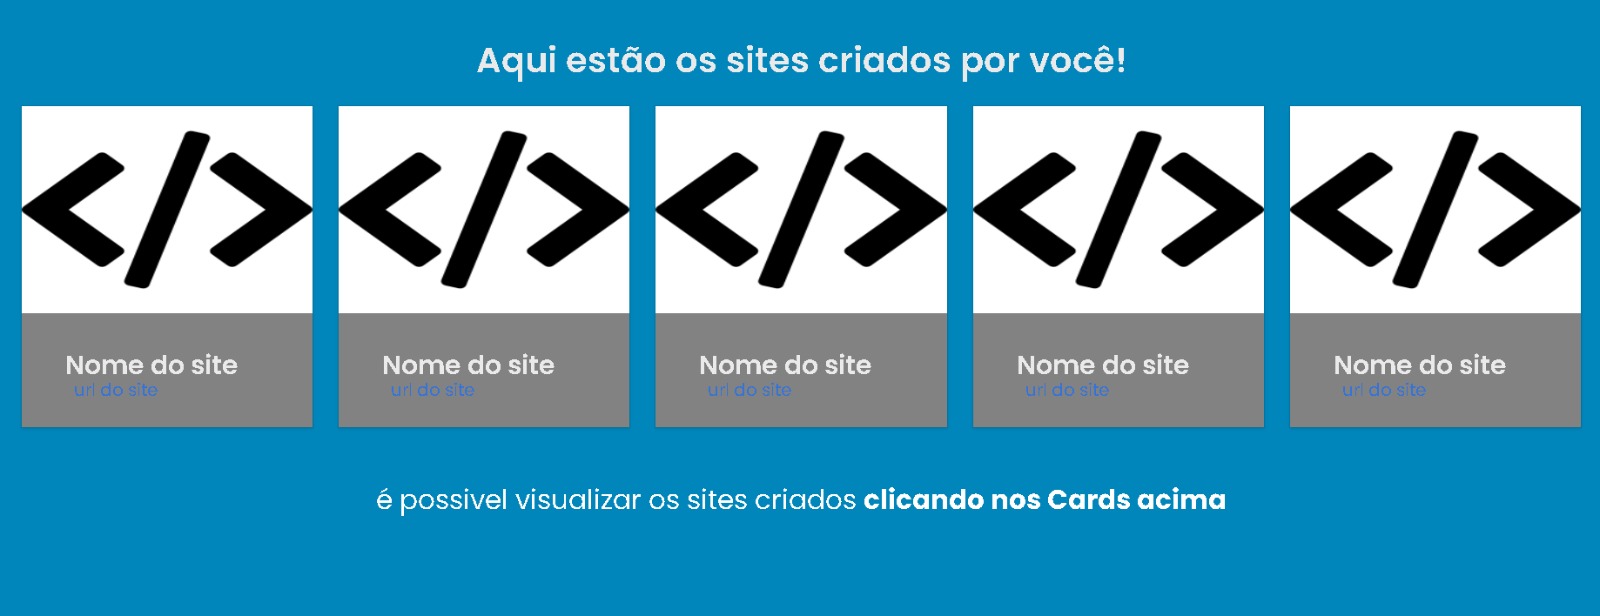 Aqui estão os sites criados por você!
</>
</>
</>
</>
</>
Nome do site
url do site
Nome do site
url do site
Nome do site
url do site
Nome do site
url do site
Nome do site
url do site
é possivel visualizar os sites criados clicando nos Cards acima